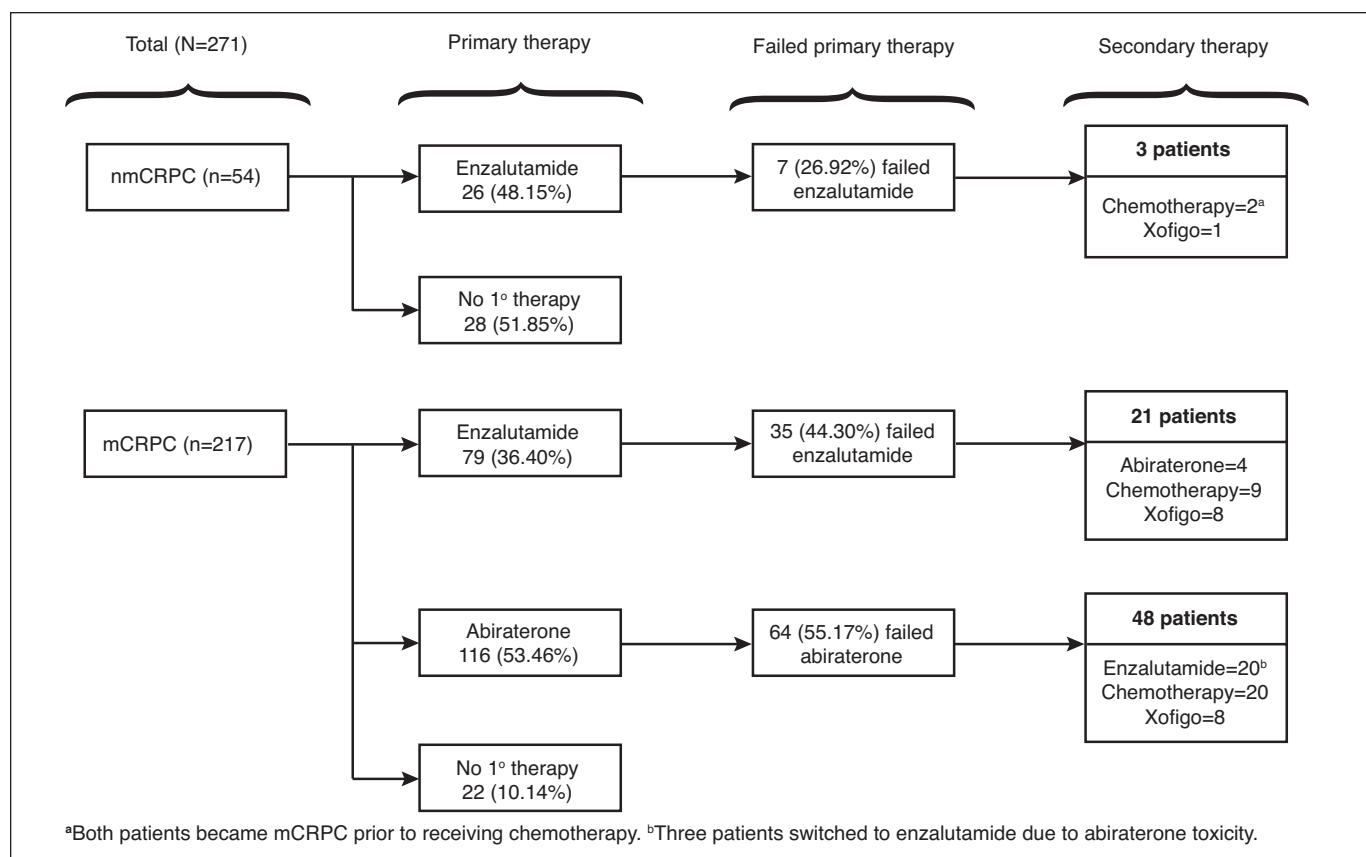 Total (N=271)
Primary therapy
Failed primary therapy
Secondary therapy
nmCRPC (n=54)
Enzalutamide
26 (48.15%)
7 (26.92%) failed
enzalutamide
3 patients
Chemotherapy=2ᵃ
Xofigo=1
No 1º therapy
28 (51.85%)
mCRPC (n=217)
Enzalutamide
79 (36.40%)
35 (44.30%) failed
enzalutamide
21 patients
Abiraterone=4
Chemotherapy=9
Xofigo=8
Abiraterone
116 (53.46%)
64 (55.17%) failed
abiraterone
48 patients
Enzalutamide=20ᵇ
Chemotherapy=20
Xofigo=8
No 1º therapy
22 (10.14%)
ᵃBoth patients became mCRPC prior to receiving chemotherapy. ᵇThree patients switched to enzalutamide due to abiraterone toxicity.